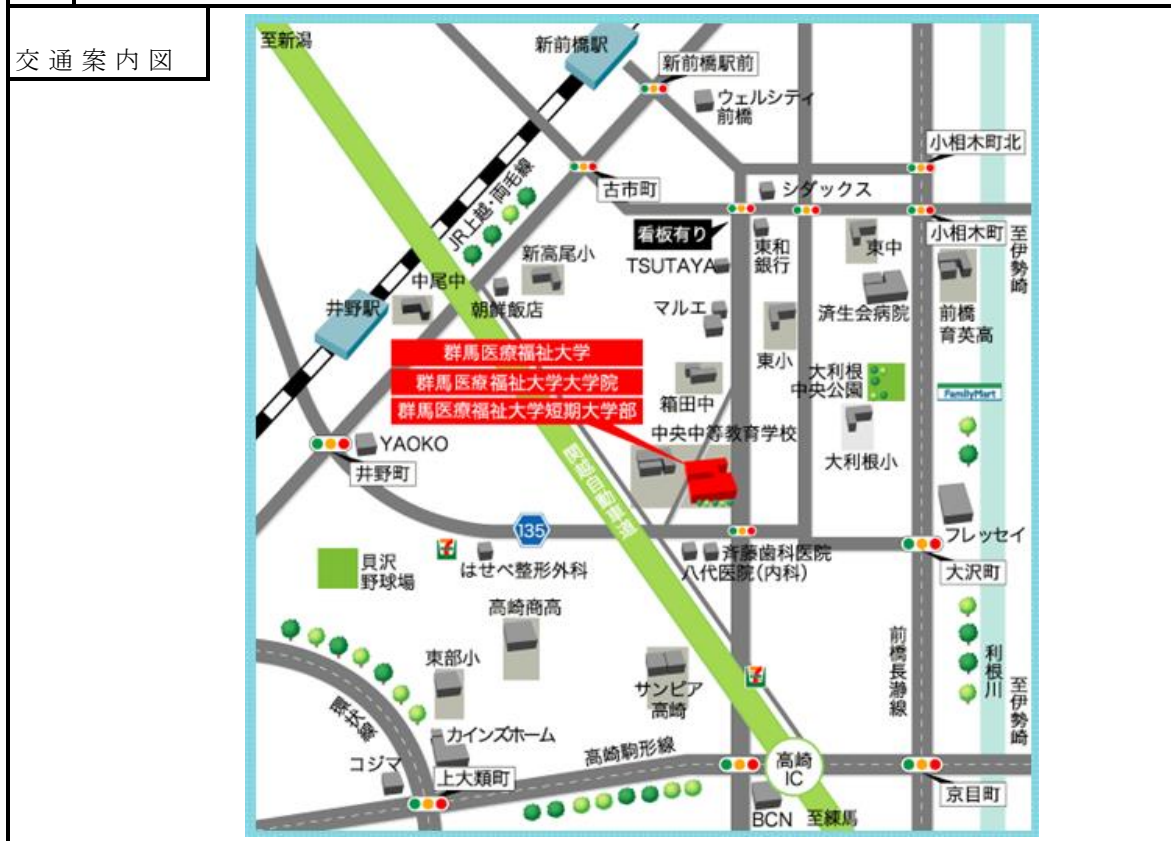 交通案内図
至新潟
新前橋駅
新前橋駅前
ウェルシティ
前橋
小相木町北
JR上越・両毛線
古市町
シダックス
看板有り
小相木町
至伊勢崎
東和
銀行
東中
新高尾小
TSUTAYA
中尾中
朝鮮飯店
井野駅
マルエ
済生会病院
前橋
育英高
群馬医療福祉大学
群馬医療福祉大学大学院
群馬医療福祉大学短期大学部
東小
大利根
中央公園
FamilyMart
箱田中
中央中等教育学校
大利根小
YAOKO
井野町
関越自動車道
135
フレッセイ
7
はせべ整形外科
斉藤歯科医院
八代医院(内科)
大沢町
貝沢
野球場
高崎商高
前橋長瀞線
利根川
至伊勢崎
東部小
サンピア
高崎
7
環状線
カインズホーム
コジマ
上大類町
高崎駒形線
高崎
IC
京目町
BCN
至練馬